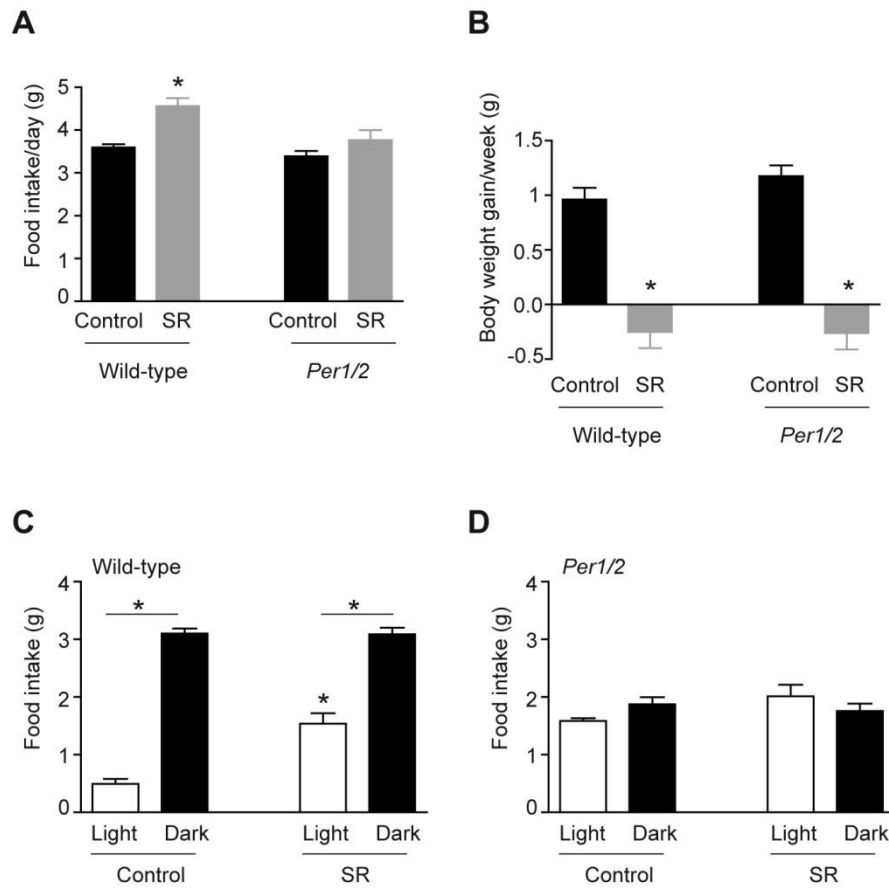 A
Food intake/day (g)
5
4
3
2
1
0
*
Control SR Control SR
Wild-type Per1/2
B
Body weight gain/week (g)
1.5
1
0.5
0.0
-0.5
* *
Control SR Control SR
Wild-type Per1/2
C
Wild-type
Food intake (g)
4
3
2
1
0
* *
*
Light Dark Light Dark
Control SR
D
Per1/2
Food intake (g)
4
3
2
1
0
Light Dark Light Dark
Control SR